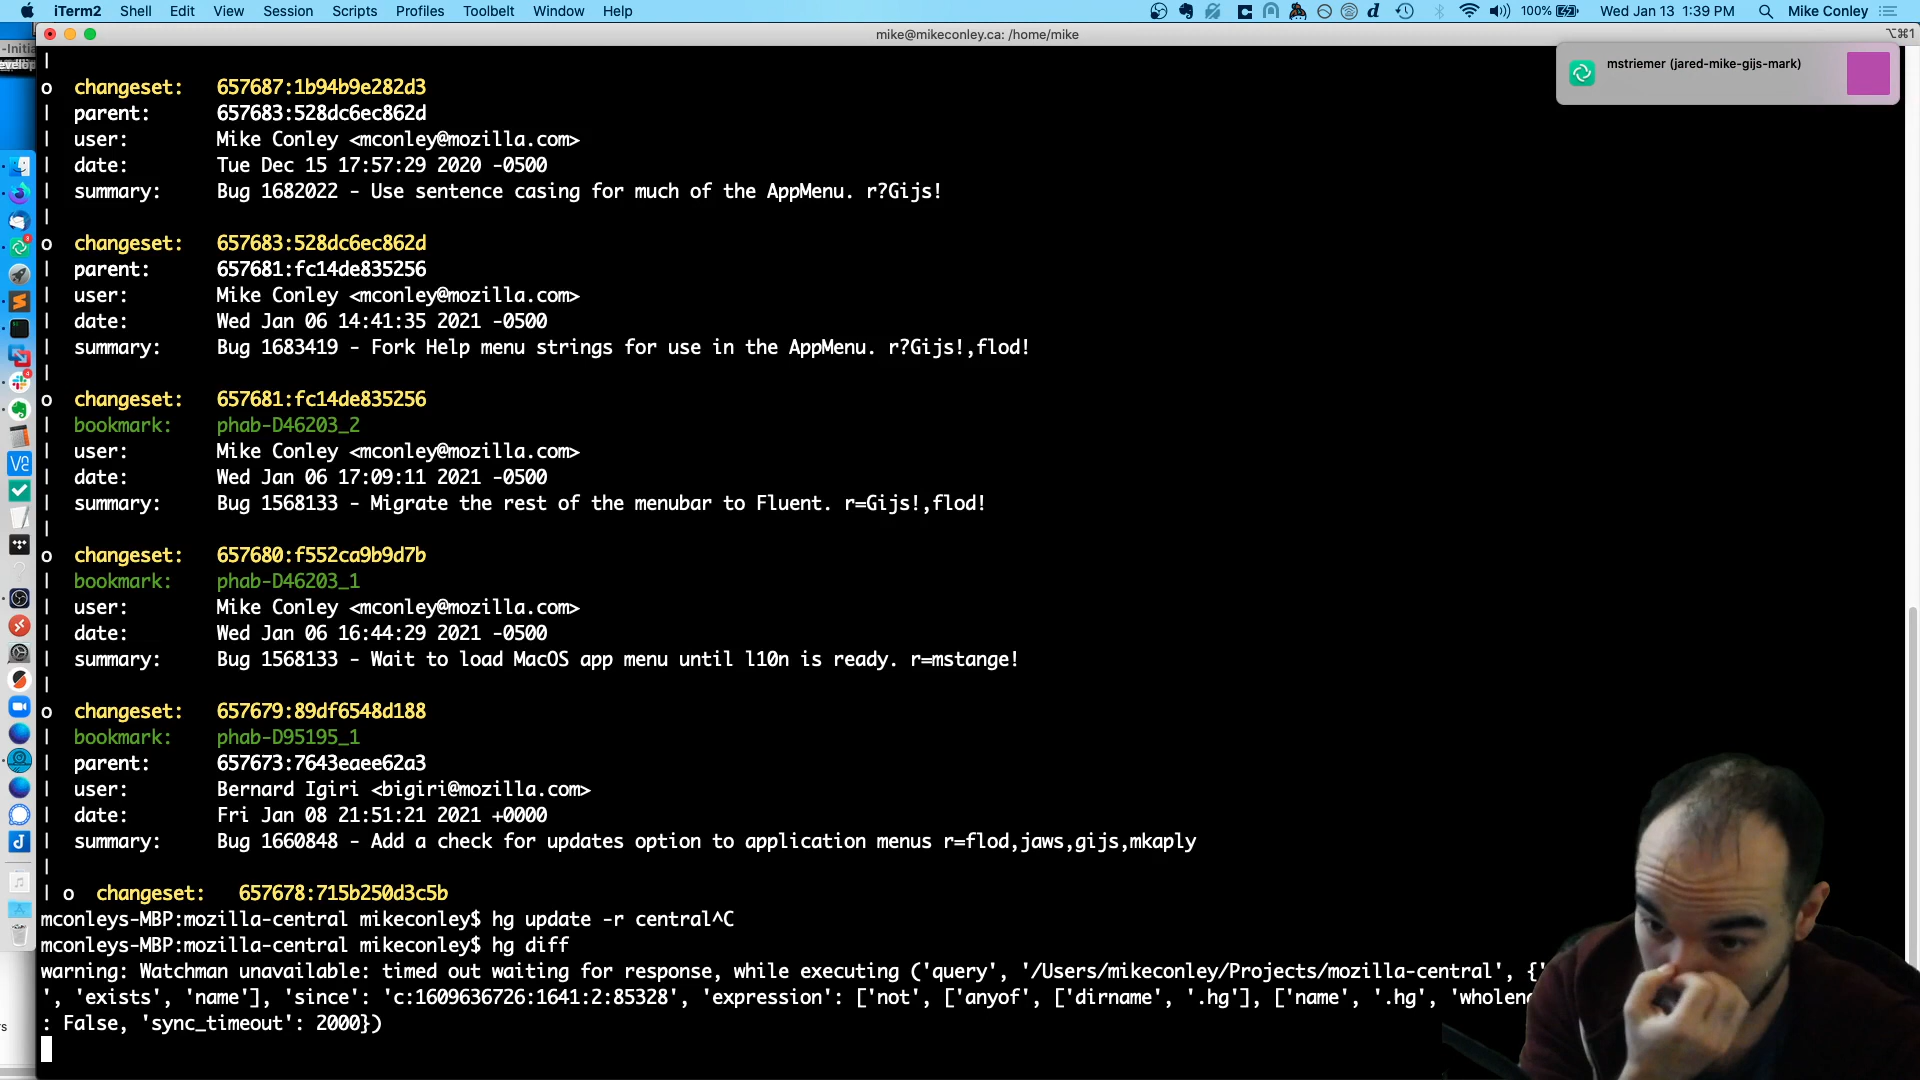 iTerm2 Shell Edit View Session Scripts Profiles Toolbelt Window Help 100% Wed Jan 13 1:39 PM Mike Conley
mike@mikeconley.ca: /home/mike ⌥⌘1
mstriemer (jared-mike-gijs-mark)
-Initia
|
o changeset: 657687:1b94b9e282d3
| parent: 657683:528dc6ec862d
| user: Mike Conley <mconley@mozilla.com>
| date: Tue Dec 15 17:57:29 2020 -0500
| summary: Bug 1682022 - Use sentence casing for much of the AppMenu. r?Gijs!
|
o changeset: 657683:528dc6ec862d
| parent: 657681:fc14de835256
| user: Mike Conley <mconley@mozilla.com>
| date: Wed Jan 06 14:41:35 2021 -0500
| summary: Bug 1683419 - Fork Help menu strings for use in the AppMenu. r?Gijs!,flod!
|
o changeset: 657681:fc14de835256
| bookmark: phab-D46203_2
| user: Mike Conley <mconley@mozilla.com>
| date: Wed Jan 06 17:09:11 2021 -0500
| summary: Bug 1568133 - Migrate the rest of the menubar to Fluent. r=Gijs!,flod!
|
o changeset: 657680:f552ca9b9d7b
| bookmark: phab-D46203_1
| user: Mike Conley <mconley@mozilla.com>
| date: Wed Jan 06 16:44:29 2021 -0500
| summary: Bug 1568133 - Wait to load MacOS app menu until l10n is ready. r=mstange!
|
o changeset: 657679:89df6548d188
| bookmark: phab-D95195_1
| parent: 657673:7643eaee62a3
| user: Bernard Igiri <bigiri@mozilla.com>
| date: Fri Jan 08 21:51:21 2021 +0000
| summary: Bug 1660848 - Add a check for updates option to application menus r=flod,jaws,gijs,mkaply
|
| o changeset: 657678:715b250d3c5b
mconleys-MBP:mozilla-central mikeconley$ hg update -r central^C
mconleys-MBP:mozilla-central mikeconley$ hg diff
warning: Watchman unavailable: timed out waiting for response, while executing ('query', '/Users/mikeconley/Projects/mozilla-central', {'
', 'exists', 'name'], 'since': 'c:1609636726:1641:2:85328', 'expression': ['not', ['anyof', ['dirname', '.hg'], ['name', '.hg', 'wholen
: False, 'sync_timeout': 2000})